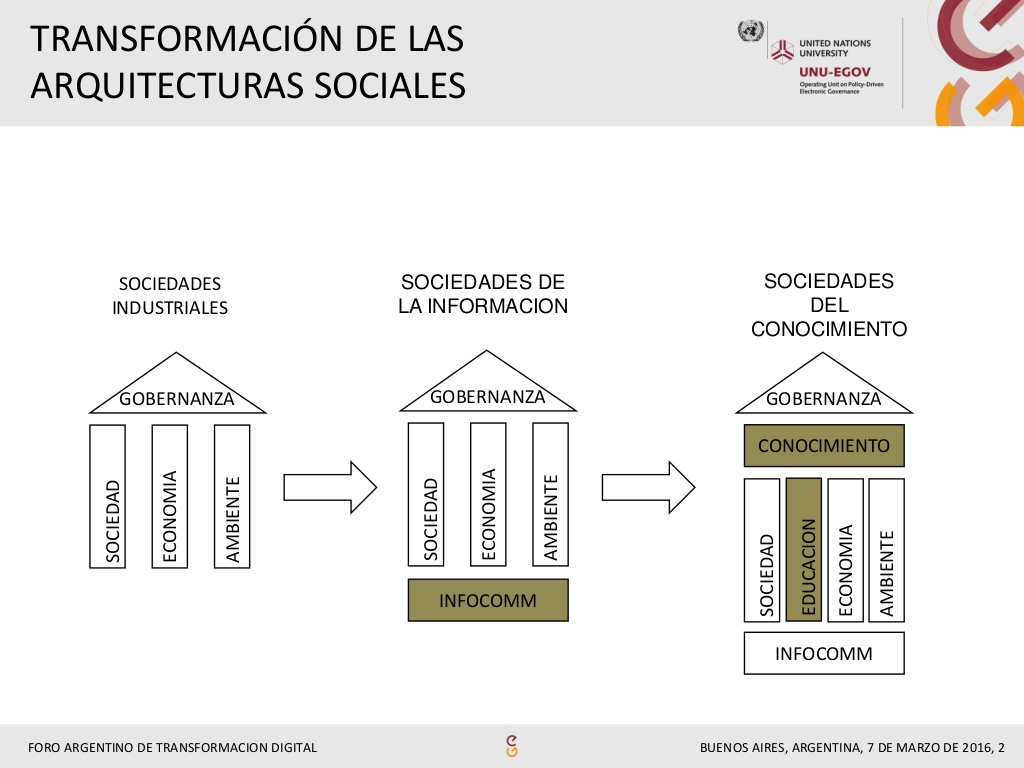 TRANSFORMACIÓN DE LAS
ARQUITECTURAS SOCIALES
UNITED NATIONS
UNIVERSITY
UNU-EGOV
Operating Unit on Policy-Driven
Electronic Governance
SOCIEDADES
INDUSTRIALES
GOBERNANZA
SOCIEDAD
ECONOMIA
AMBIENTE
SOCIEDADES DE
LA INFORMACION
GOBERNANZA
SOCIEDAD
ECONOMIA
AMBIENTE
INFOCOMM
SOCIEDADES
DEL
CONOCIMIENTO
GOBERNANZA
CONOCIMIENTO
SOCIEDAD
EDUCACION
ECONOMIA
AMBIENTE
INFOCOMM
FORO ARGENTINO DE TRANSFORMACION DIGITAL
BUENOS AIRES, ARGENTINA, 7 DE MARZO DE 2016, 2